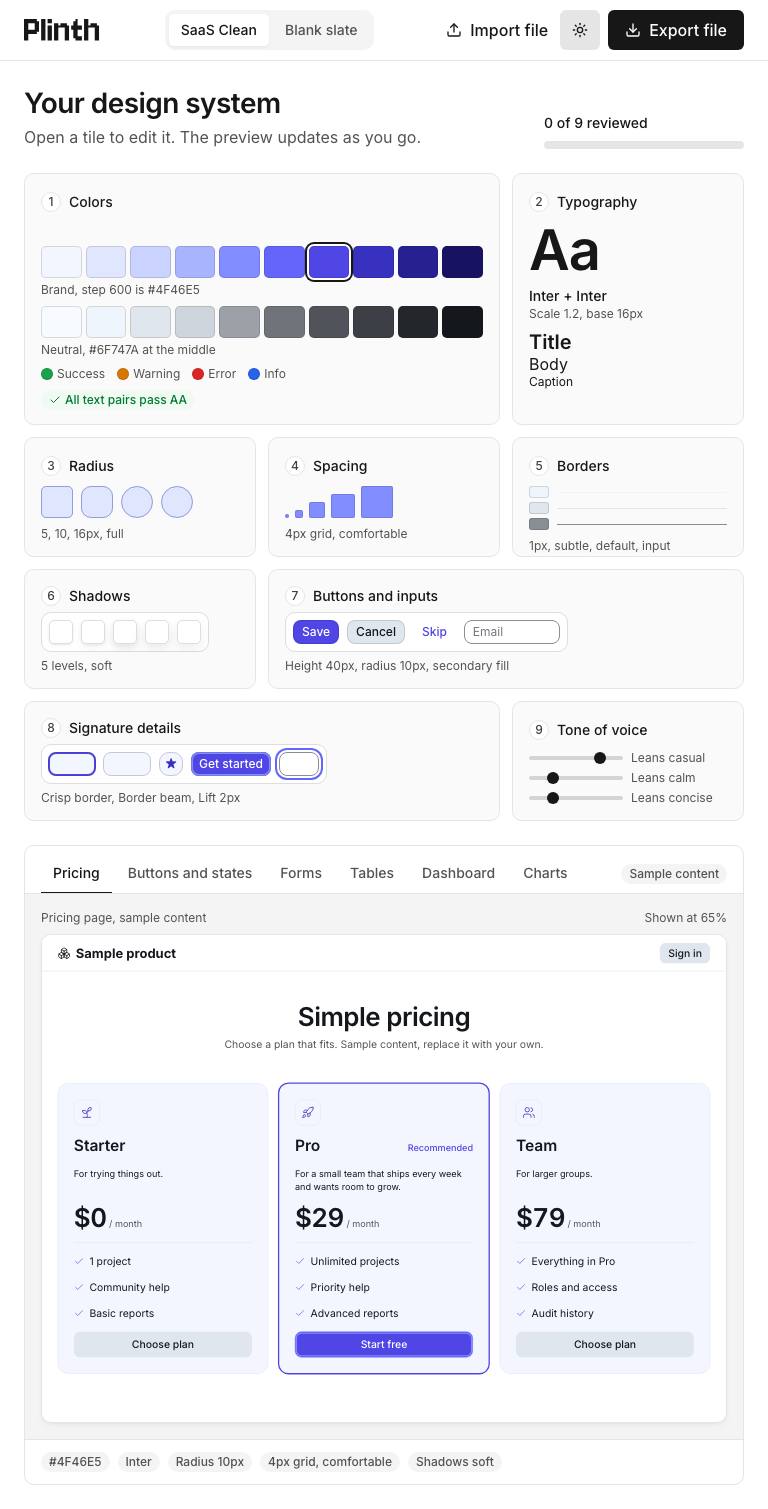 Plinth
SaaS Clean
Blank slate
Import file
Export file
Your design system
Open a tile to edit it. The preview updates as you go.
0 of 9 reviewed
1 Colors
Brand, step 600 is #4F46E5
Neutral, #6F747A at the middle
Success Warning Error Info
All text pairs pass AA
2 Typography
Aa
Inter + Inter
Scale 1.2, base 16px
Title
Body
Caption
3 Radius
5, 10, 16px, full
4 Spacing
4px grid, comfortable
5 Borders
1px, subtle, default, input
6 Shadows
5 levels, soft
7 Buttons and inputs
Save Cancel Skip Email
Height 40px, radius 10px, secondary fill
8 Signature details
Get started
Crisp border, Border beam, Lift 2px
9 Tone of voice
Leans casual
Leans calm
Leans concise
Pricing Buttons and states Forms Tables Dashboard Charts Sample content
Pricing page, sample content Shown at 65%
Sample product Sign in
Simple pricing
Choose a plan that fits. Sample content, replace it with your own.
Starter
For trying things out.
$0 / month
1 project
Community help
Basic reports
Choose plan
Pro Recommended
For a small team that ships every week
and wants room to grow.
$29 / month
Unlimited projects
Priority help
Advanced reports
Start free
Team
For larger groups.
$79 / month
Everything in Pro
Roles and access
Audit history
Choose plan
#4F46E5 Inter Radius 10px 4px grid, comfortable Shadows soft